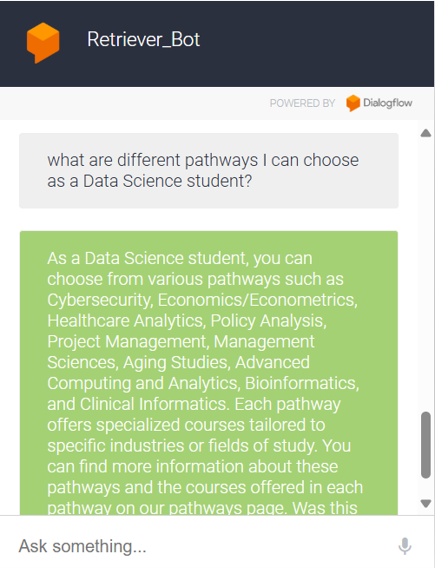 Retriever_Bot
POWERED BY Dialogflow
what are different pathways I can choose
as a Data Science student?
As a Data Science student, you can
choose from various pathways such as
Cybersecurity, Economics/Econometrics,
Healthcare Analytics, Policy Analysis,
Project Management, Management
Sciences, Aging Studies, Advanced
Computing and Analytics, Bioinformatics,
and Clinical Informatics. Each pathway
offers specialized courses tailored to
specific industries or fields of study. You
can find more information about these
pathways and the courses offered in each
pathway on our pathways page. Was this
Ask something...